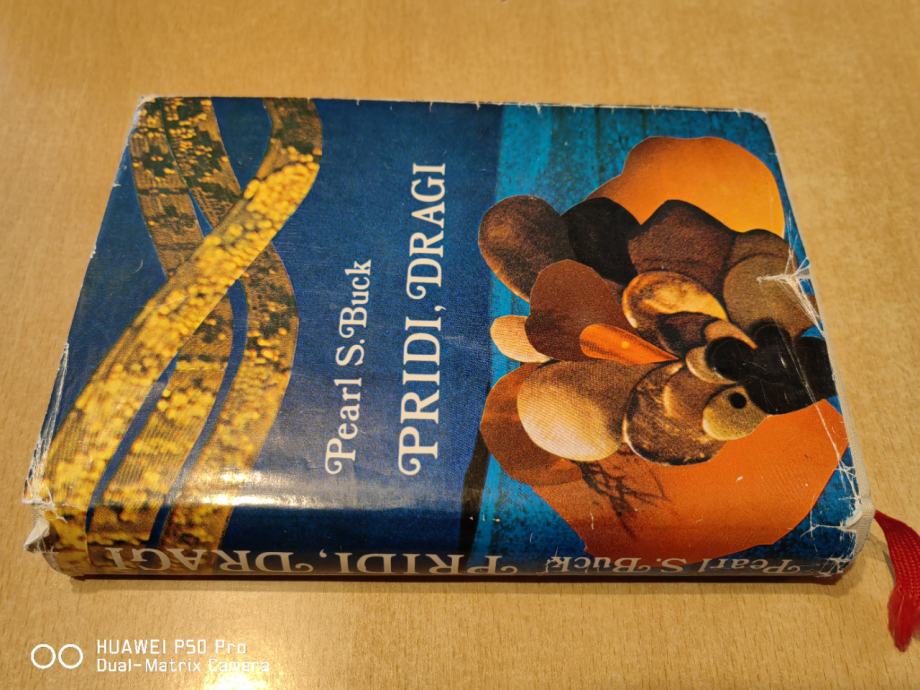 Pearl S. Buck
PRIDI, DRAGI
PRIDI, DRAGI
Pearl S. Buck
HUAWEI P50 Pro
Dual-Matrix Camera